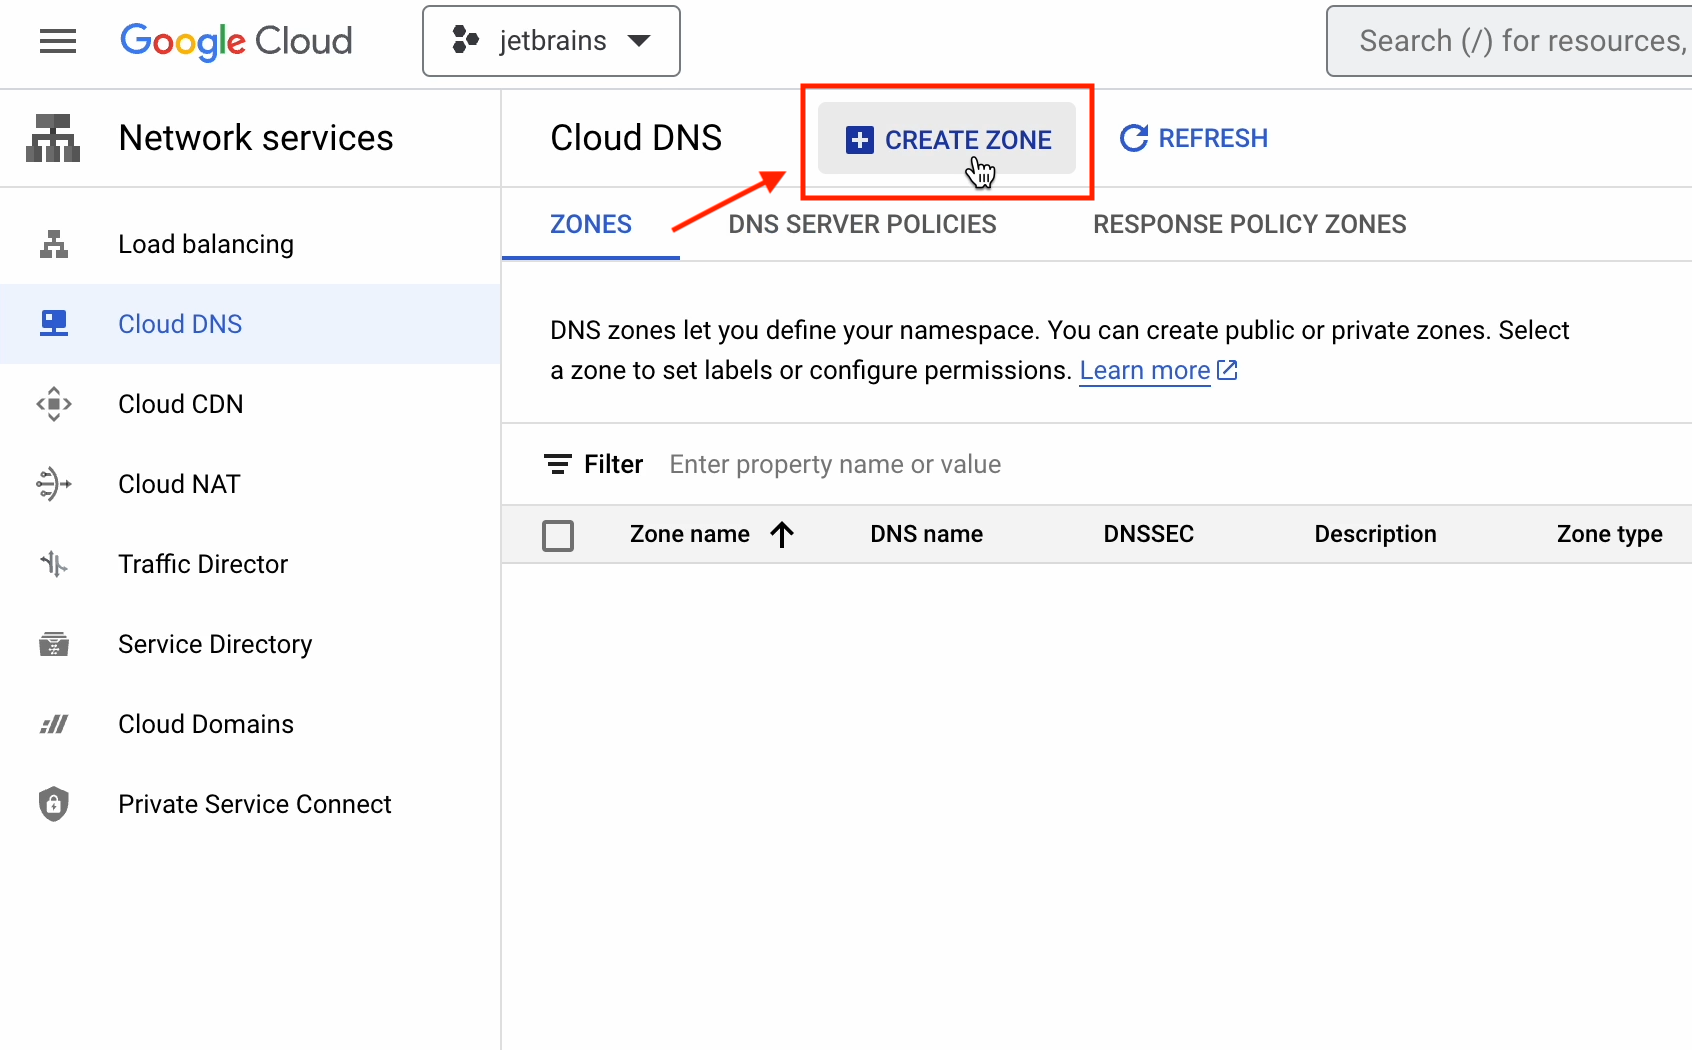 Google Cloud
jetbrains
Search (/) for resources,
Network services
Cloud DNS
CREATE ZONE
REFRESH
ZONES
DNS SERVER POLICIES
RESPONSE POLICY ZONES
Load balancing
Cloud DNS
Cloud CDN
Cloud NAT
Traffic Director
Service Directory
Cloud Domains
Private Service Connect
DNS zones let you define your namespace. You can create public or private zones. Select
a zone to set labels or configure permissions. Learn more
Filter Enter property name or value
Zone name DNS name DNSSEC Description Zone type